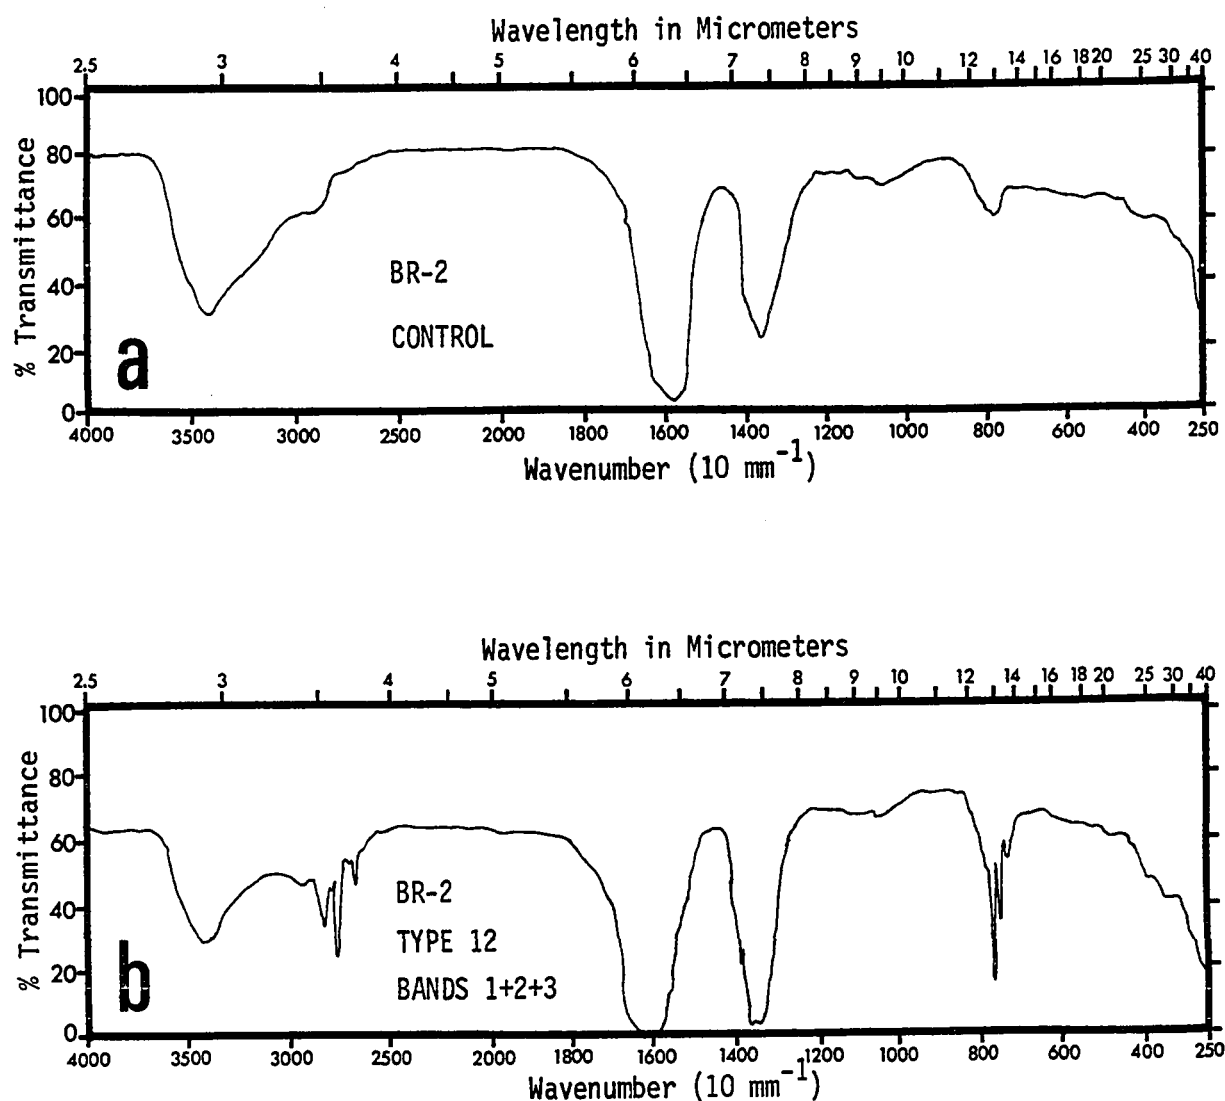 Wavelength in Micrometers
2.5 3 4 5 6 7 8 9 10 12 14 16 18 20 25 30 40
% Transmittance
100
80
60
40
20
0
BR-2
CONTROL
a
4000 3500 3000 2500 2000 1800 1600 1400 1200 1000 800 600 400 250
Wavenumber (10 mm⁻¹)
Wavelength in Micrometers
2.5 3 4 5 6 7 8 9 10 12 14 16 18 20 25 30 40
% Transmittance
100
80
60
40
20
0
BR-2
TYPE 12
BANDS 1+2+3
b
4000 3500 3000 2500 2000 1800 1600 1400 1200 1000 800 600 400 250
Wavenumber (10 mm⁻¹)